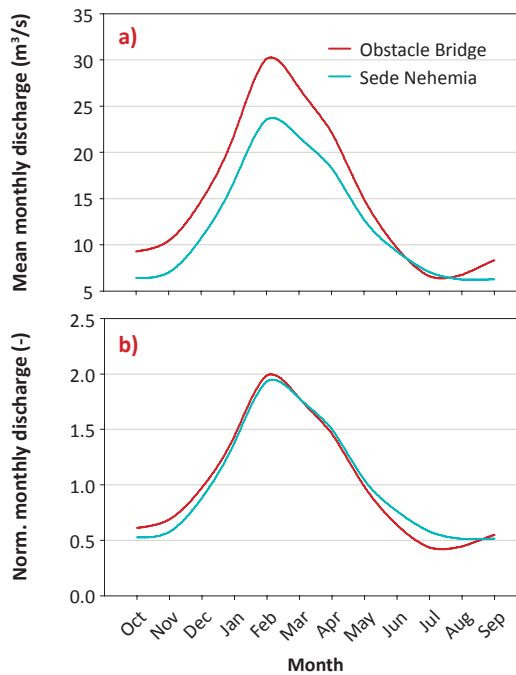 Mean monthly discharge (m³/s)
35
30
25
20
15
10
5
a)
Obstacle Bridge
Sede Nehemia
Norm. monthly discharge (-)
2.5
2.0
1.5
1.0
0.5
0.0
b)
Oct
Nov
Dec
Jan
Feb
Mar
Apr
May
Jun
Jul
Aug
Sep
Month